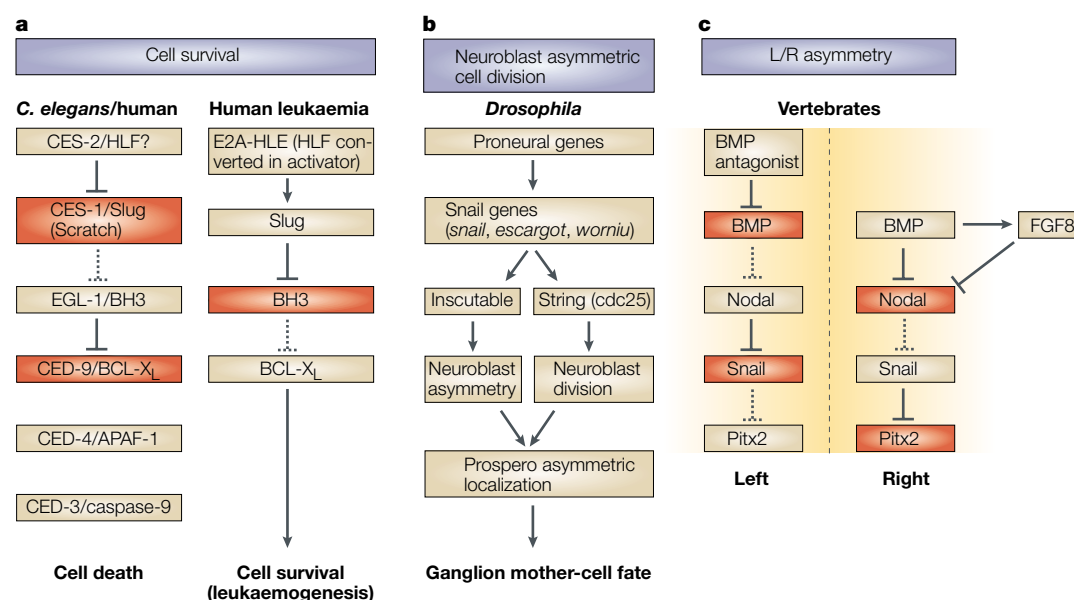 a
Cell survival
C. elegans/human
CES-2/HLF?
CES-1/Slug
(Scratch)
EGL-1/BH3
CED-9/BCL-XL
CED-4/APAF-1
CED-3/caspase-9
Cell death
Human leukaemia
E2A-HLE (HLF con-
verted in activator)
Slug
BH3
BCL-XL
Cell survival
(leukaemogenesis)
b
Neuroblast asymmetric
cell division
Drosophila
Proneural genes
Snail genes
(snail, escargot, worniu)
Inscutable
String (cdc25)
Neuroblast
asymmetry
Neuroblast
division
Prospero asymmetric
localization
Ganglion mother-cell fate
c
L/R asymmetry
Vertebrates
BMP
antagonist
BMP
Nodal
Snail
Pitx2
Left
BMP
FGF8
Nodal
Snail
Pitx2
Right